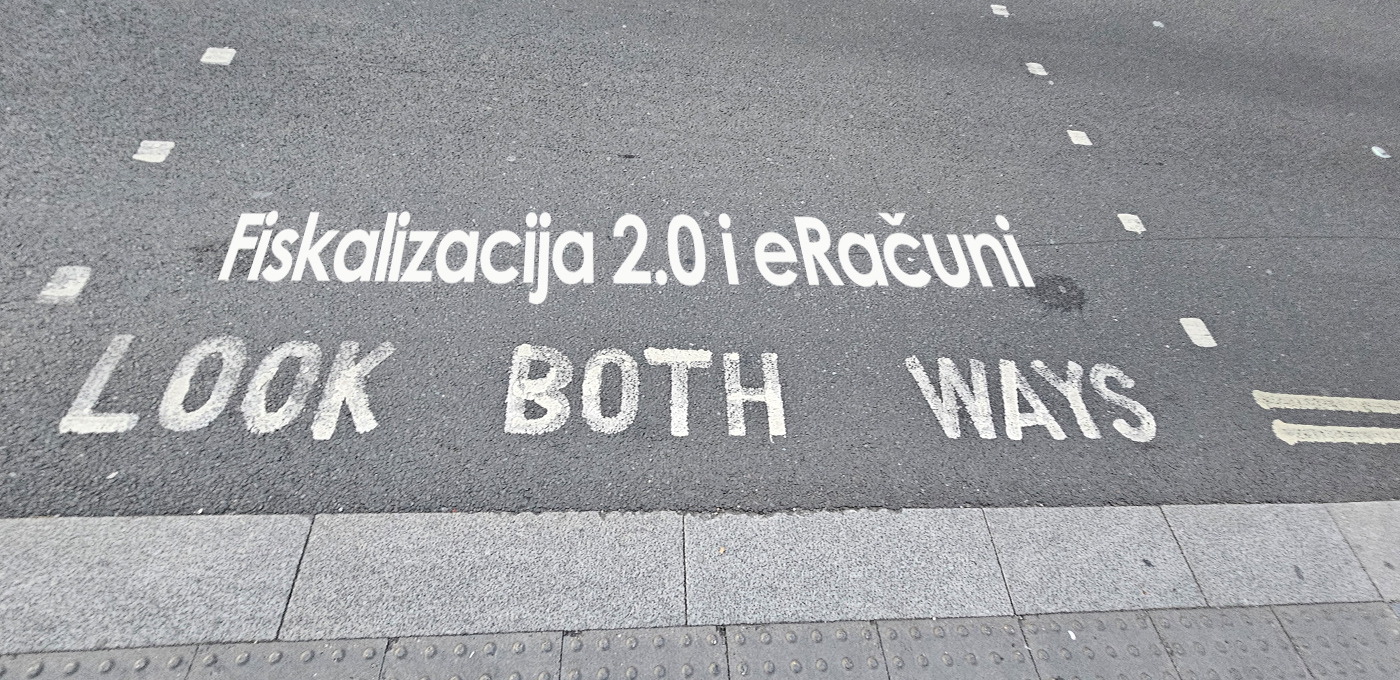 Fiskalizacija 2.0 i eRačuni
LOOK BOTH WAYS